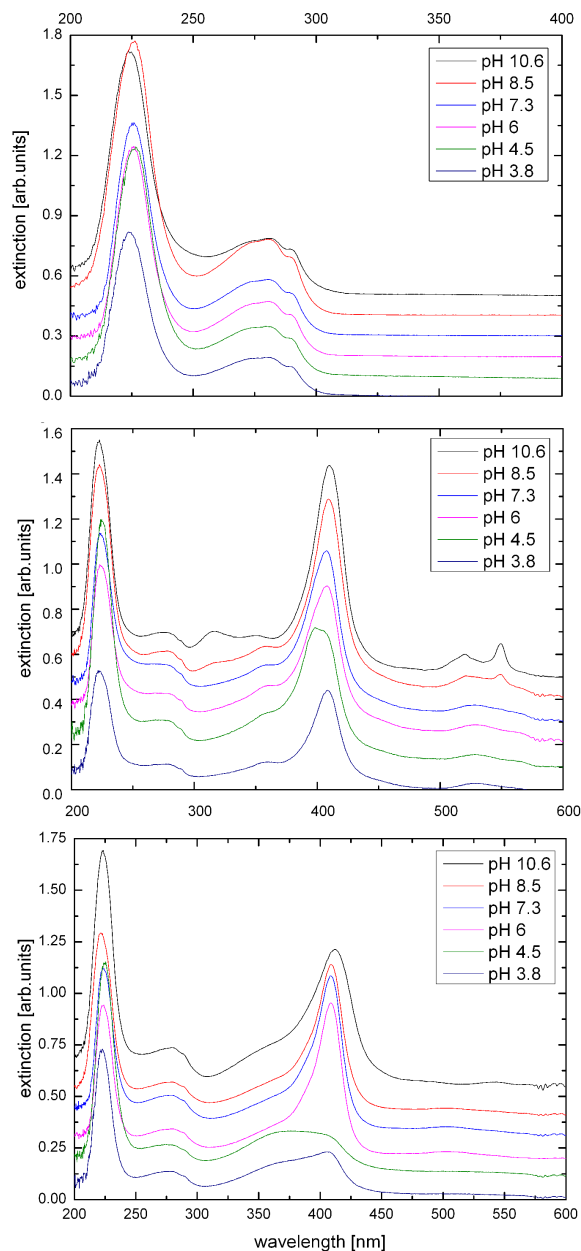 200 250 300 350 400
1.8
1.5
1.2
0.9
0.6
0.3
0.0
extinction [arb.units]
pH 10.6
pH 8.5
pH 7.3
pH 6
pH 4.5
pH 3.8
200 250 300 350 400
1.6
1.4
1.2
1.0
0.8
0.6
0.4
0.2
0.0
extinction [arb.units]
pH 10.6
pH 8.5
pH 7.3
pH 6
pH 4.5
pH 3.8
200 300 400 500 600
1.75
1.50
1.25
1.00
0.75
0.50
0.25
0.00
extinction [arb.units]
pH 10.6
pH 8.5
pH 7.3
pH 6
pH 4.5
pH 3.8
200 250 300 350 400 450 500 550 600
wavelength [nm]